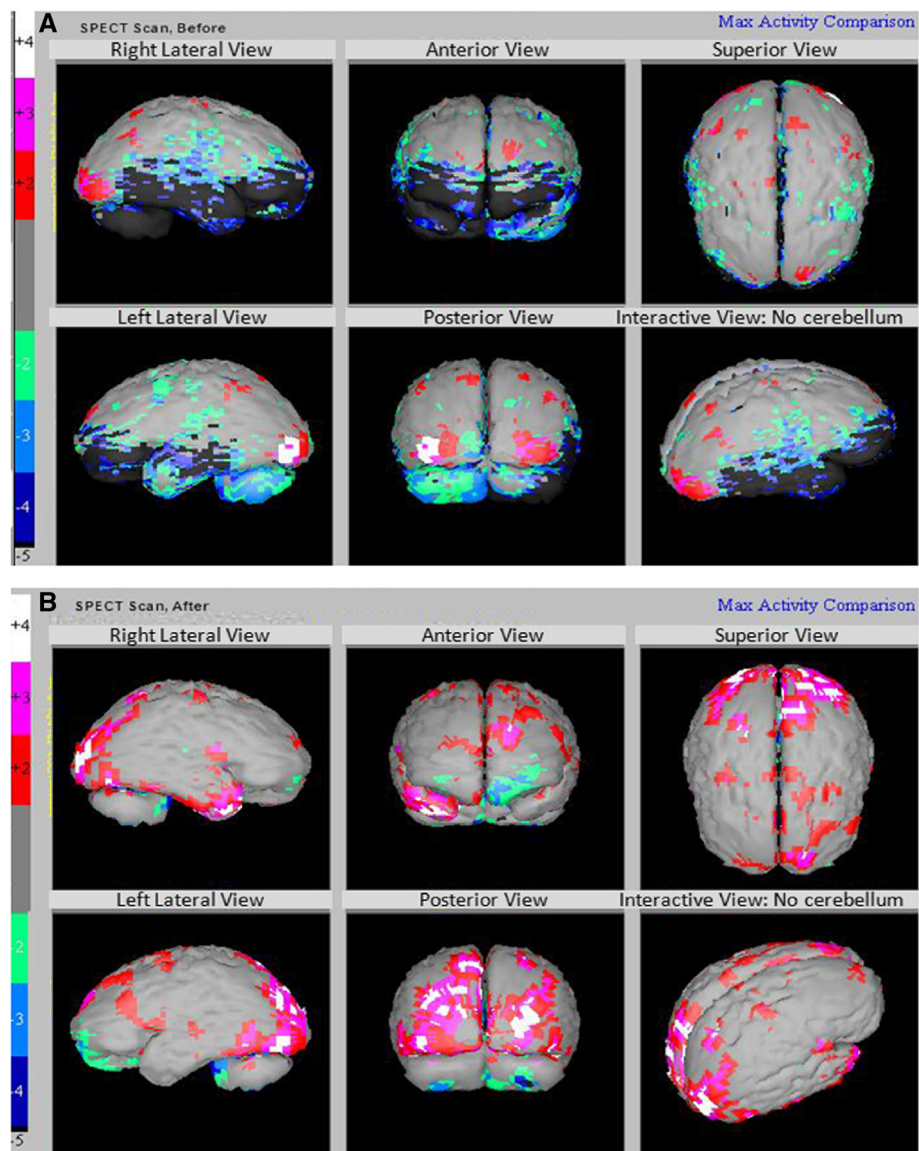 A
SPECT Scan, Before
Max Activity Comparison
Right Lateral View
Anterior View
Superior View
+4
+3
+2
Left Lateral View
Posterior View
Interactive View: No cerebellum
-2
-3
-4
-5
B
SPECT Scan, After
Max Activity Comparison
+4
Right Lateral View
Anterior View
Superior View
+3
+2
Left Lateral View
Posterior View
Interactive View: No cerebellum
-2
-3
-4
-5